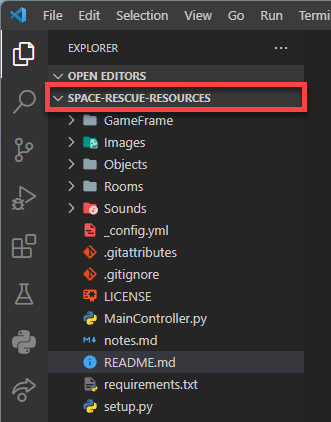 File Edit Selection View Go Run Terminal
EXPLORER
OPEN EDITORS
SPACE-RESCUE-RESOURCES
GameFrame
Images
Objects
Rooms
Sounds
_config.yml
.gitattributes
.gitignore
LICENSE
MainController.py
notes.md
README.md
requirements.txt
setup.py